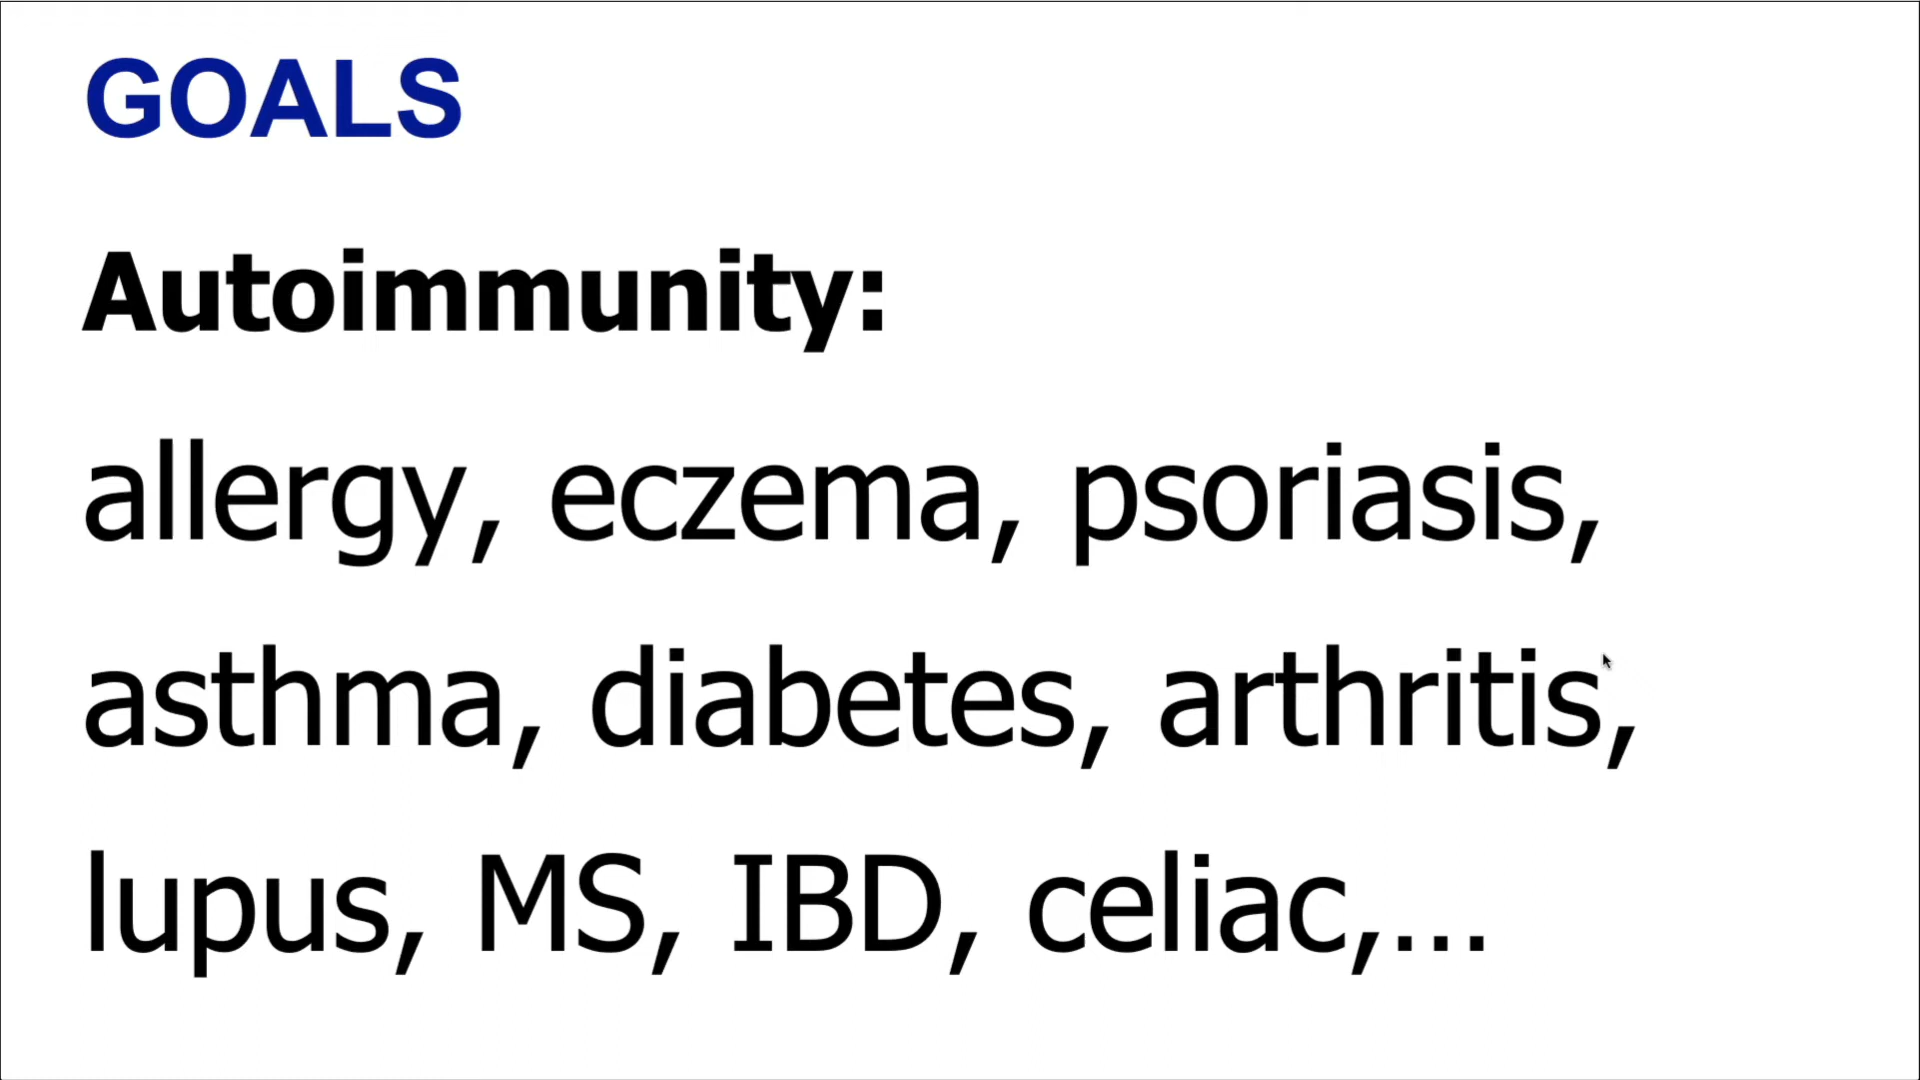 GOALS
Autoimmunity:
allergy, eczema, psoriasis,
asthma, diabetes, arthritis,
lupus, MS, IBD, celiac,...